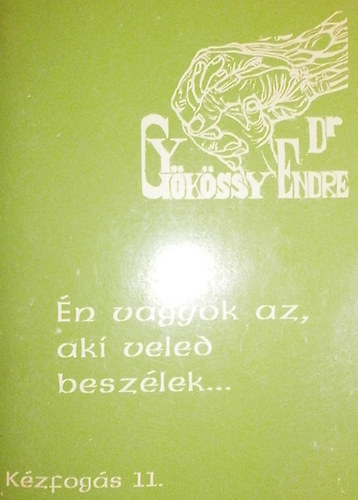 Dr
GYÖKÖSSY ENDRE
Én vagyok az,
aki veled
beszélek...
Kézfogás 11.